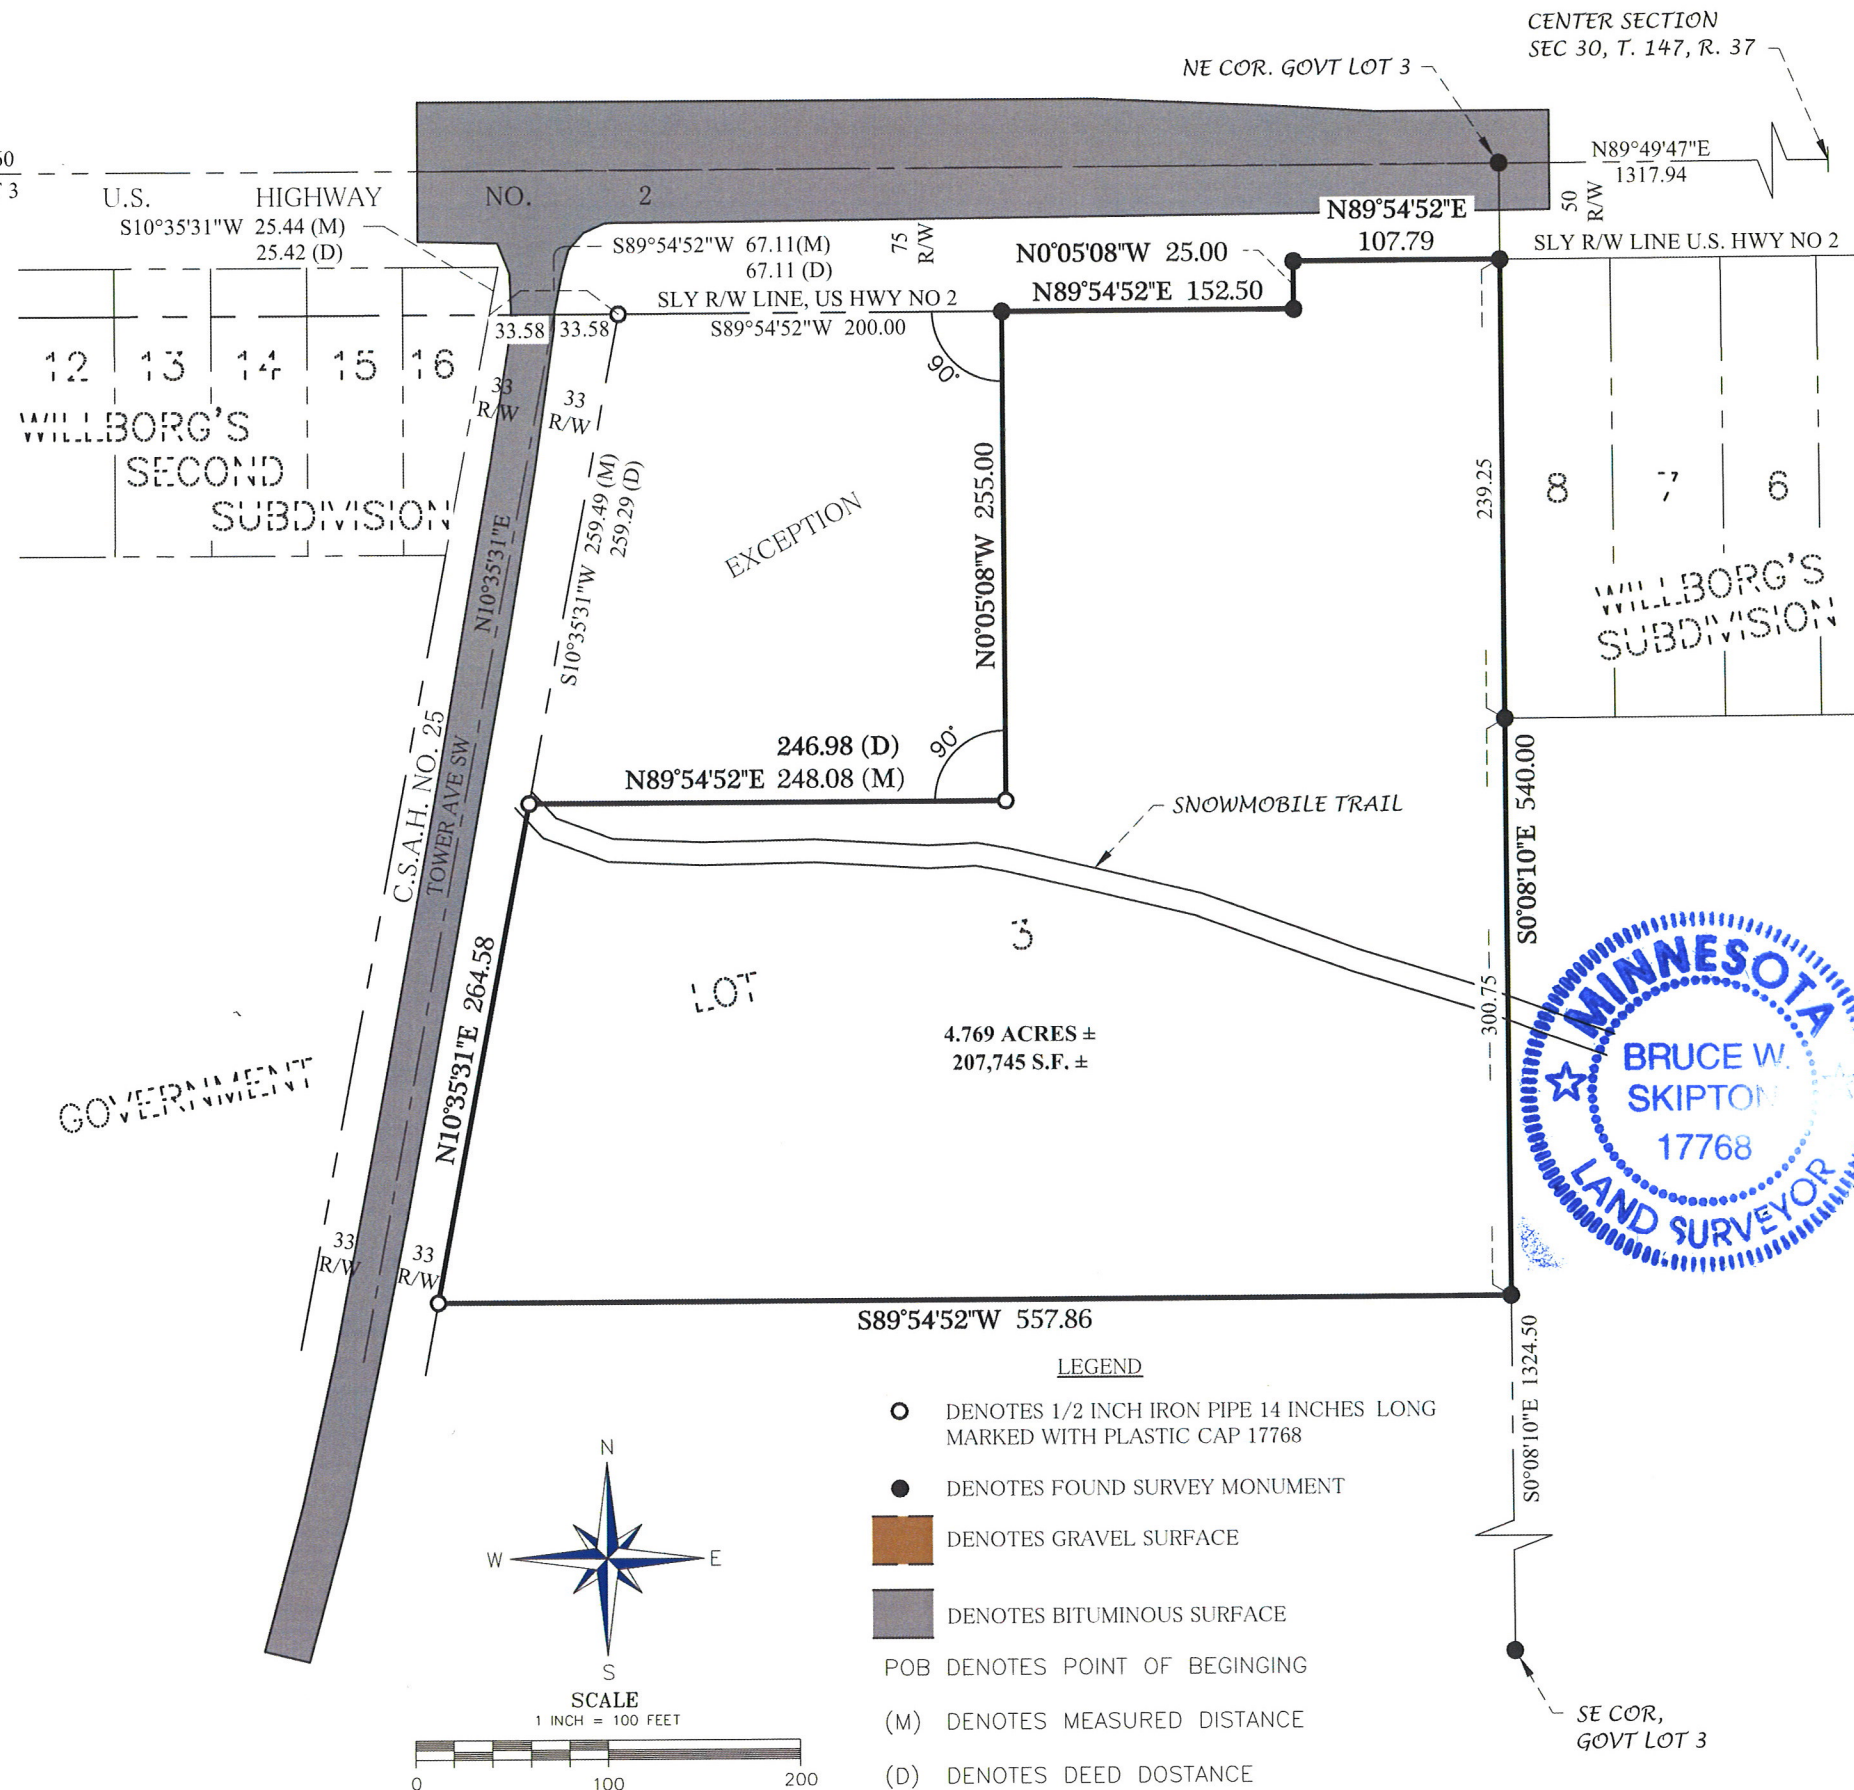 CENTER SECTION
SEC 30, T. 147, R. 37
NE COR. GOVT LOT 3
N89°49'47"E
1317.94
U.S. HIGHWAY NO. 2
50
R/W
S10°35'31"W 25.44 (M)
25.42 (D)
S89°54'52"W 67.11(M)
67.11 (D)
75
R/W
N89°54'52"E
107.79
N0°05'08"W 25.00
SLY R/W LINE U.S. HWY NO 2
N89°54'52"E 152.50
SLY R/W LINE, US HWY NO 2
S89°54'52"W 200.00
33.58 33.58
90°
12 13 14 15 16
33
R/W
33
R/W
WILLBORG'S
SECOND
SUBDIVISION
N10°35'31"E
S10°35'31"W 259.49 (M)
259.29 (D)
EXCEPTION
N0°05'08"W 255.00
239.25
8 7 6
WILLBORG'S
SUBDIVISION
246.98 (D)
N89°54'52"E 248.08 (M)
90°
C.S.A.H. NO. 25
TOWER AVE SW
SNOWMOBILE TRAIL
S0°08'10"E 540.00
N10°35'31"E 264.58
3
LOT
GOVERNMENT
4.769 ACRES ±
207,745 S.F. ±
300.75
MINNESOTA
BRUCE W.
SKIPTON
17768
LAND SURVEYOR
33
R/W
33
R/W
S89°54'52"W 557.86
S0°08'10"E 1324.50
LEGEND
DENOTES 1/2 INCH IRON PIPE 14 INCHES LONG
MARKED WITH PLASTIC CAP 17768
DENOTES FOUND SURVEY MONUMENT
DENOTES GRAVEL SURFACE
DENOTES BITUMINOUS SURFACE
POB DENOTES POINT OF BEGINGING
(M) DENOTES MEASURED DISTANCE
(D) DENOTES DEED DOSTANCE
N
W E
S
SCALE
1 INCH = 100 FEET
0 100 200
SE COR,
GOVT LOT 3